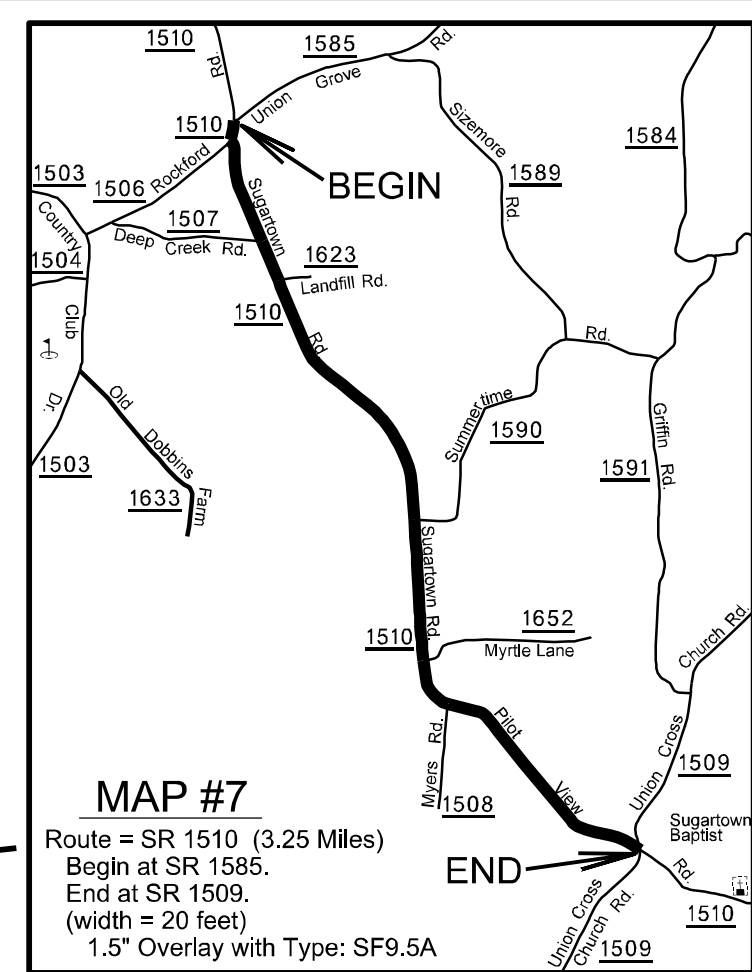 1510
Rd.
1585
Union Grove Rd.
1510
BEGIN
Sizemore Rd.
1589
1584
1503
1506
Rockford
Country Club Dr.
1507
Deep Creek Rd.
1504
Sugartown Rd.
1623
Landfill Rd.
1510
Rd.
Summertime
1590
Old Dobbins Farm
1503
1633
Griffin Rd.
1591
Sugartown Rd.
1510
1652
Myrtle Lane
Church Rd.
Union Cross
1509
Pilot View Rd.
Myers Rd.
1508
Sugartown
Baptist
END
1510
Union Cross
Church Rd.
1509
MAP #7
Route = SR 1510 (3.25 Miles)
Begin at SR 1585.
End at SR 1509.
(width = 20 feet)
1.5" Overlay with Type: SF9.5A